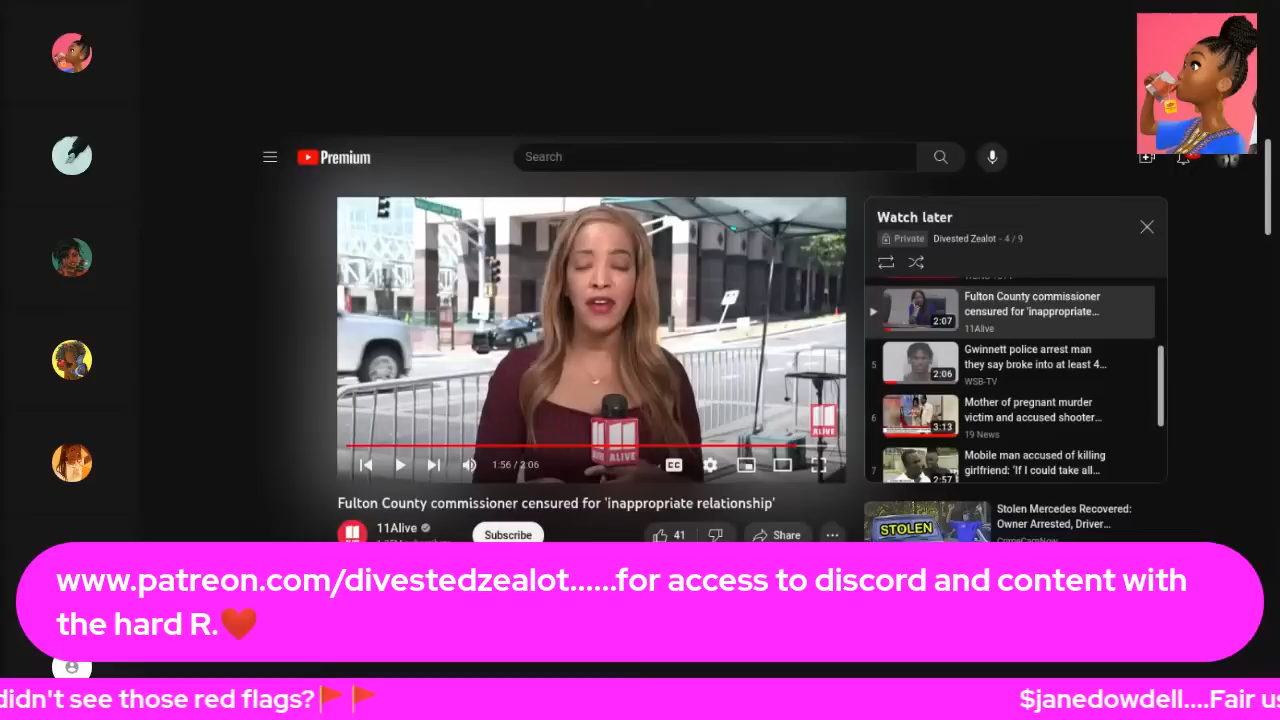 Premium
Search
Watch later
Private Divested Zealot - 4 / 9
Fulton County commissioner
censured for 'inappropriate...
11Alive
2:07
5
Gwinnett police arrest man
they say broke into at least 4...
WSB-TV
2:06
6
Mother of pregnant murder
victim and accused shooter...
19 News
3:13
7
Mobile man accused of killing
girlfriend: 'If I could take all...
2:57
ALIVE
ALIVE
CC
1:56 / 2:06
Fulton County commissioner censured for 'inappropriate relationship'
11Alive
Subscribe
41
Share
STOLEN
Stolen Mercedes Recovered:
Owner Arrested, Driver...
www.patreon.com/divestedzealot......for access to discord and content with
the hard R.❤️
didn't see those red flags?🚩🚩 $janedowdell....Fair us